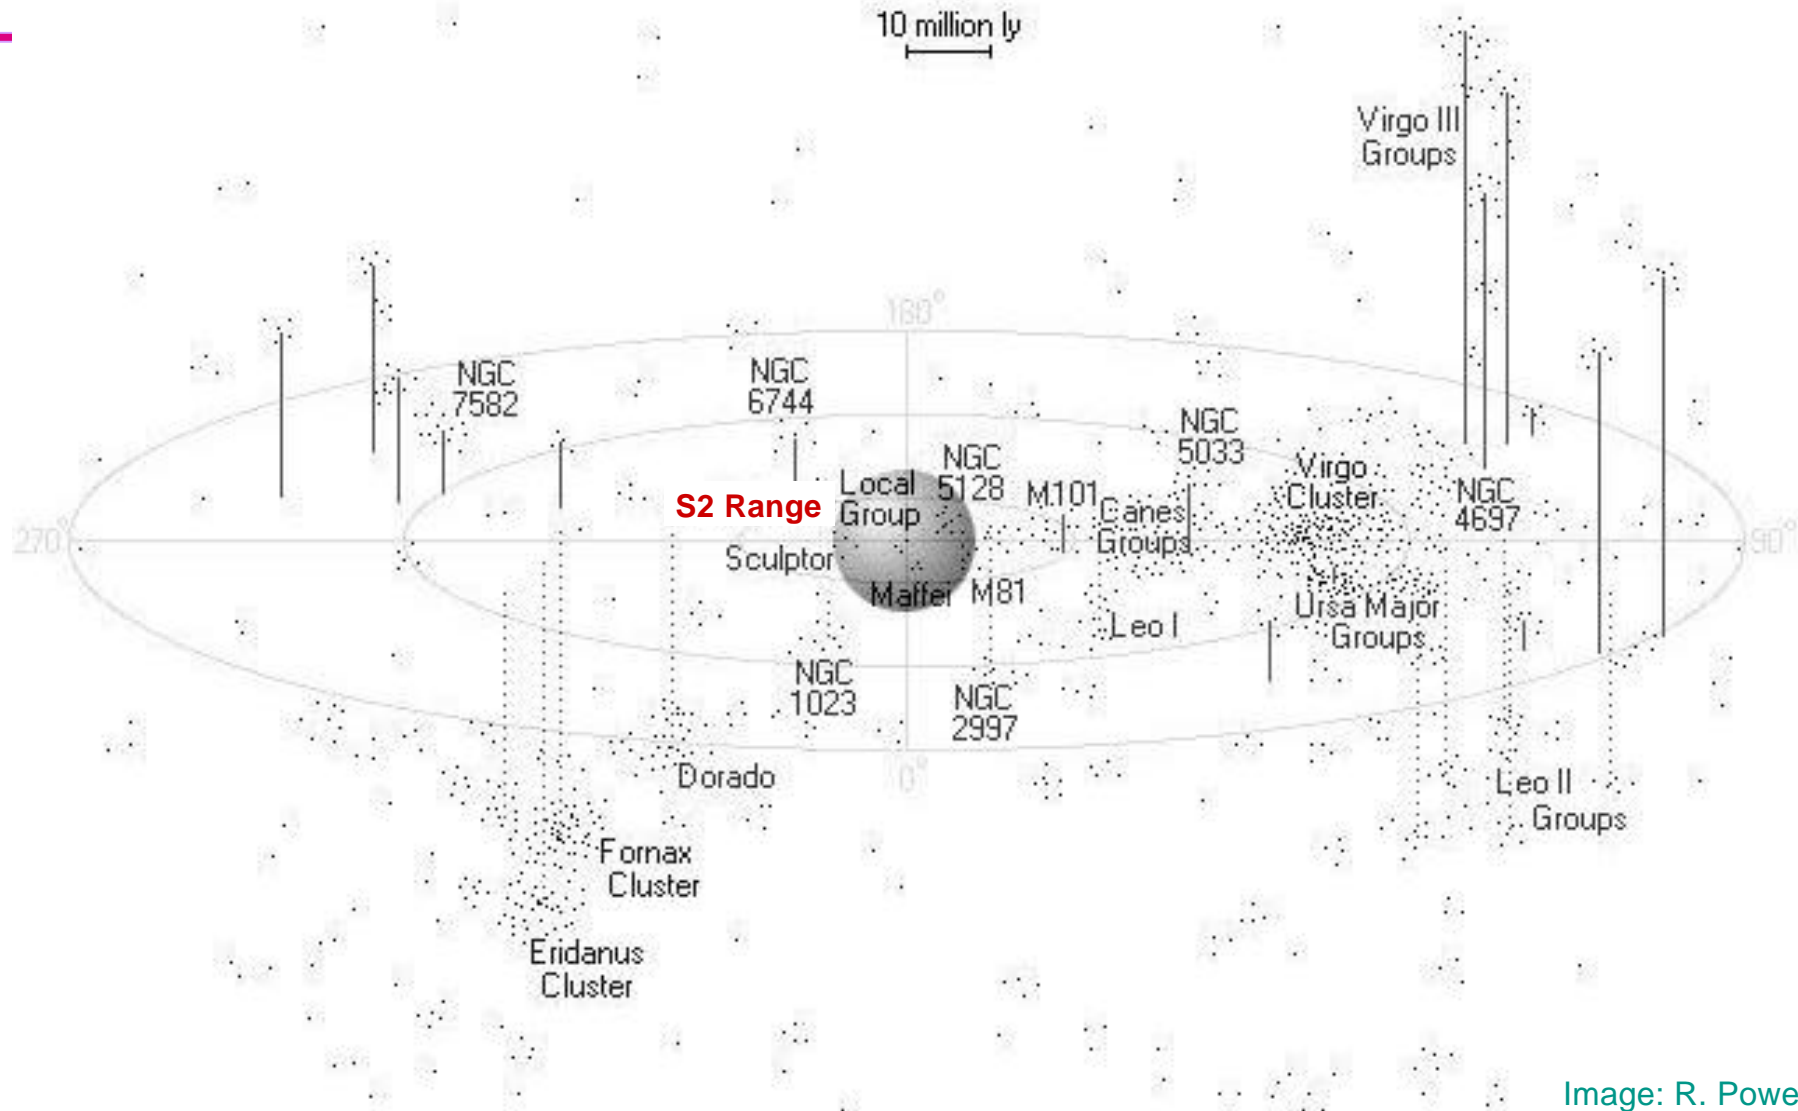 10 million ly
Virgo III
Groups
180°
NGC
7582
NGC
6744
NGC
5033
NGC
5128
Local
Group
S2 Range
M101
Canes
Groups
Virgo
Cluster
NGC
4697
270°
90°
Sculptor
Maffei
M81
Leo I
Ursa Major
Groups
NGC
1023
NGC
2997
0°
Dorado
Leo II
Groups
Fornax
Cluster
Eridanus
Cluster
Image: R. Powe